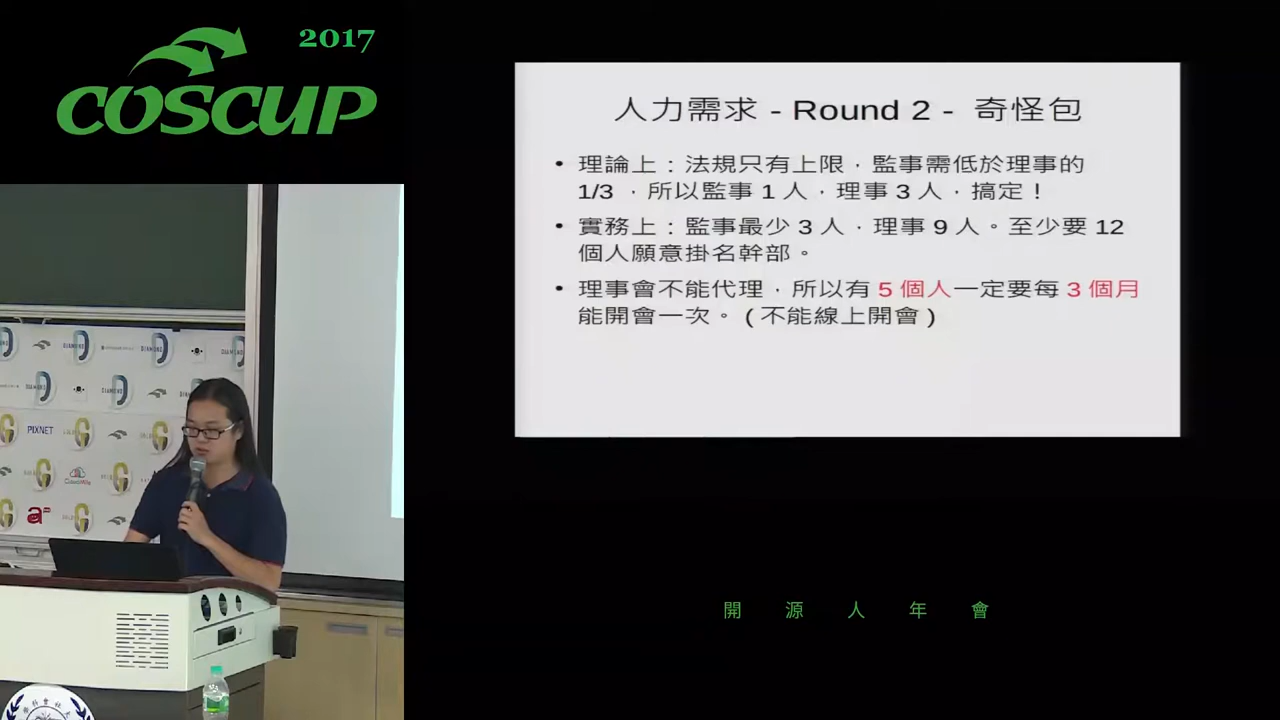 2017
COSCUP
人力需求 - Round 2 - 奇怪包
• 理論上：法規只有上限，監事需低於理事的
1/3 ，所以監事 1 人，理事 3 人，搞定！
• 實務上：監事最少 3 人，理事 9 人。至少要 12
個人願意掛名幹部。
• 理事會不能代理，所以有 5 個人一定要每 3 個月
能開會一次。 ( 不能線上開會 )
PIXNET
開 源 人 年 會